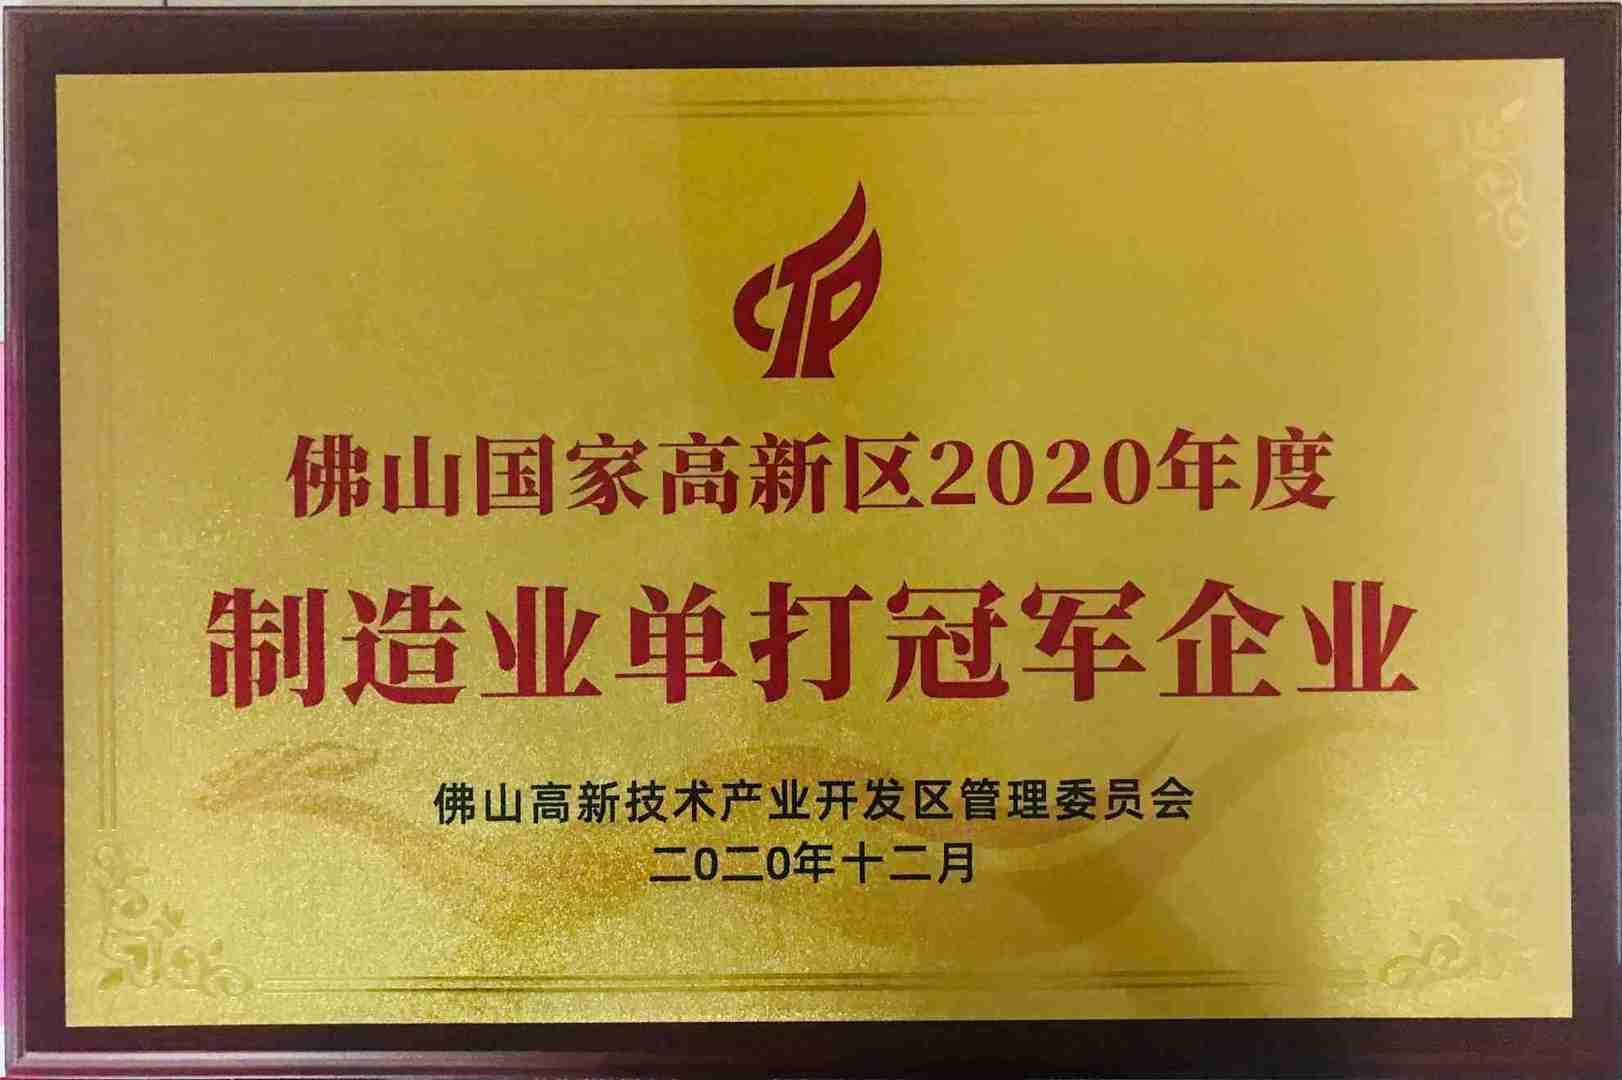 CTP
佛山国家高新区2020年度
制造业单打冠军企业
佛山高新技术产业开发区管理委员会
二0二0年十二月